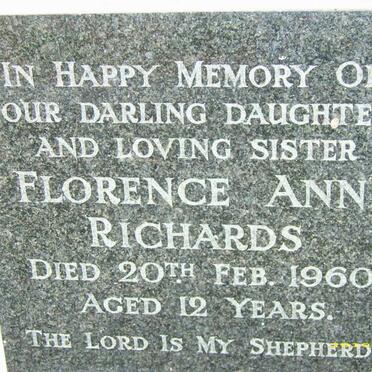 IN HAPPY MEMORY OF
OUR DARLING DAUGHTE
AND LOVING SISTER
FLORENCE ANN
RICHARDS
DIED 20TH FEB. 1960
AGED 12 YEARS.
THE LORD IS MY SHEPHERD